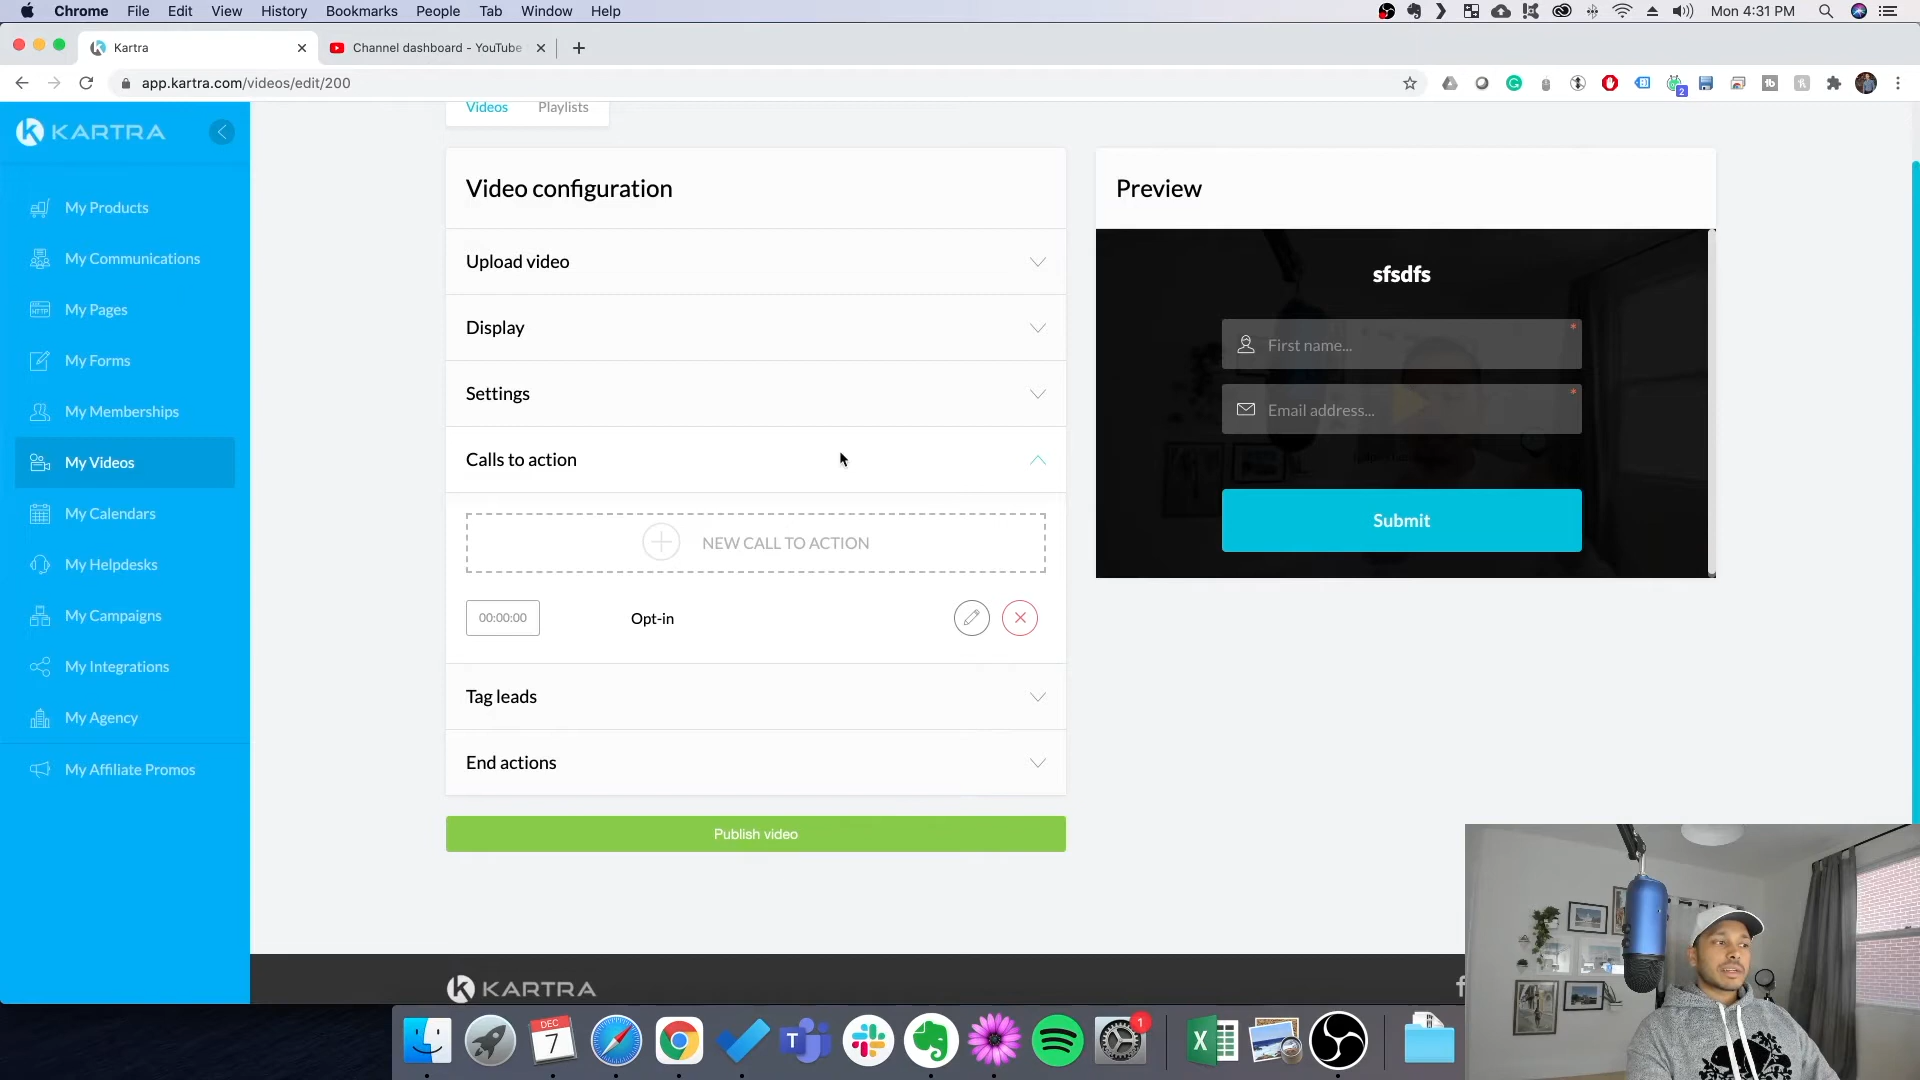 Chrome File Edit View History Bookmarks People Tab Window Help
Mon 4:31 PM
Kartra
Channel dashboard - YouTube
app.kartra.com/videos/edit/200
2
KARTRA
Videos Playlists
My Products
My Communications
My Pages
My Forms
My Memberships
My Videos
My Calendars
My Helpdesks
My Campaigns
My Integrations
My Agency
My Affiliate Promos
Video configuration
Upload video
Display
Settings
Calls to action
NEW CALL TO ACTION
00:00:00 Opt-in
Tag leads
End actions
Publish video
Preview
sfsdfs
First name... *
Email address... *
Submit
KARTRA
DEC
7
1